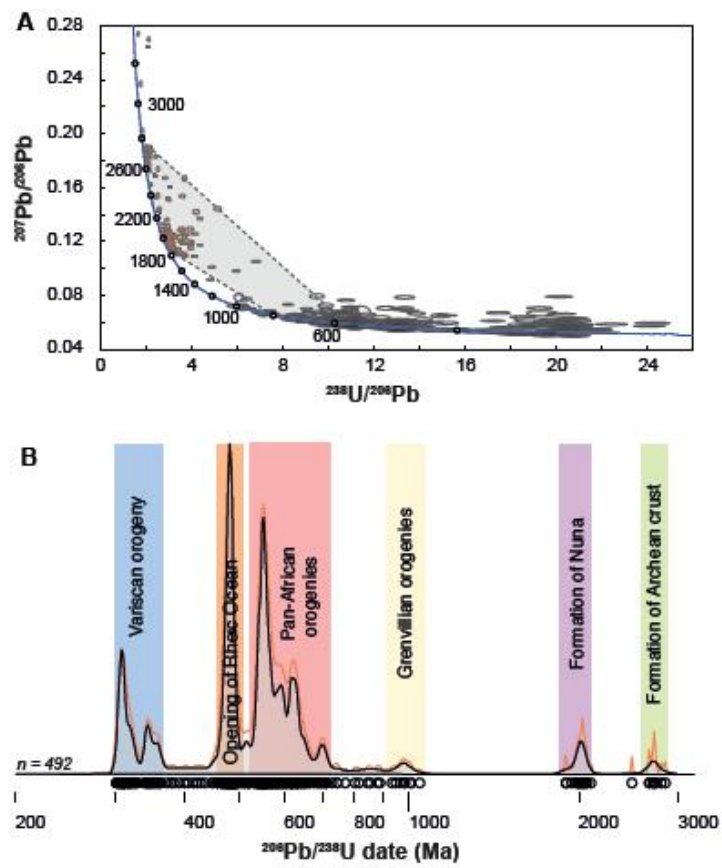 A
0.28
0.24
0.20
0.16
0.12
0.08
0.04
²⁰⁷Pb/²⁰⁶Pb
3000
2600
2200
1800
1400
1000
600
0 4 8 12 16 20 24
²³⁸U/²⁰⁶Pb
B
Variscan orogeny
Opening of Rheic Ocean
Pan-African
orogenies
Grenvillian orogenies
Formation of Nuna
Formation of Archean crust
n = 492
200 400 600 800 1000 2000 3000
²⁰⁶Pb/²³⁸U date (Ma)